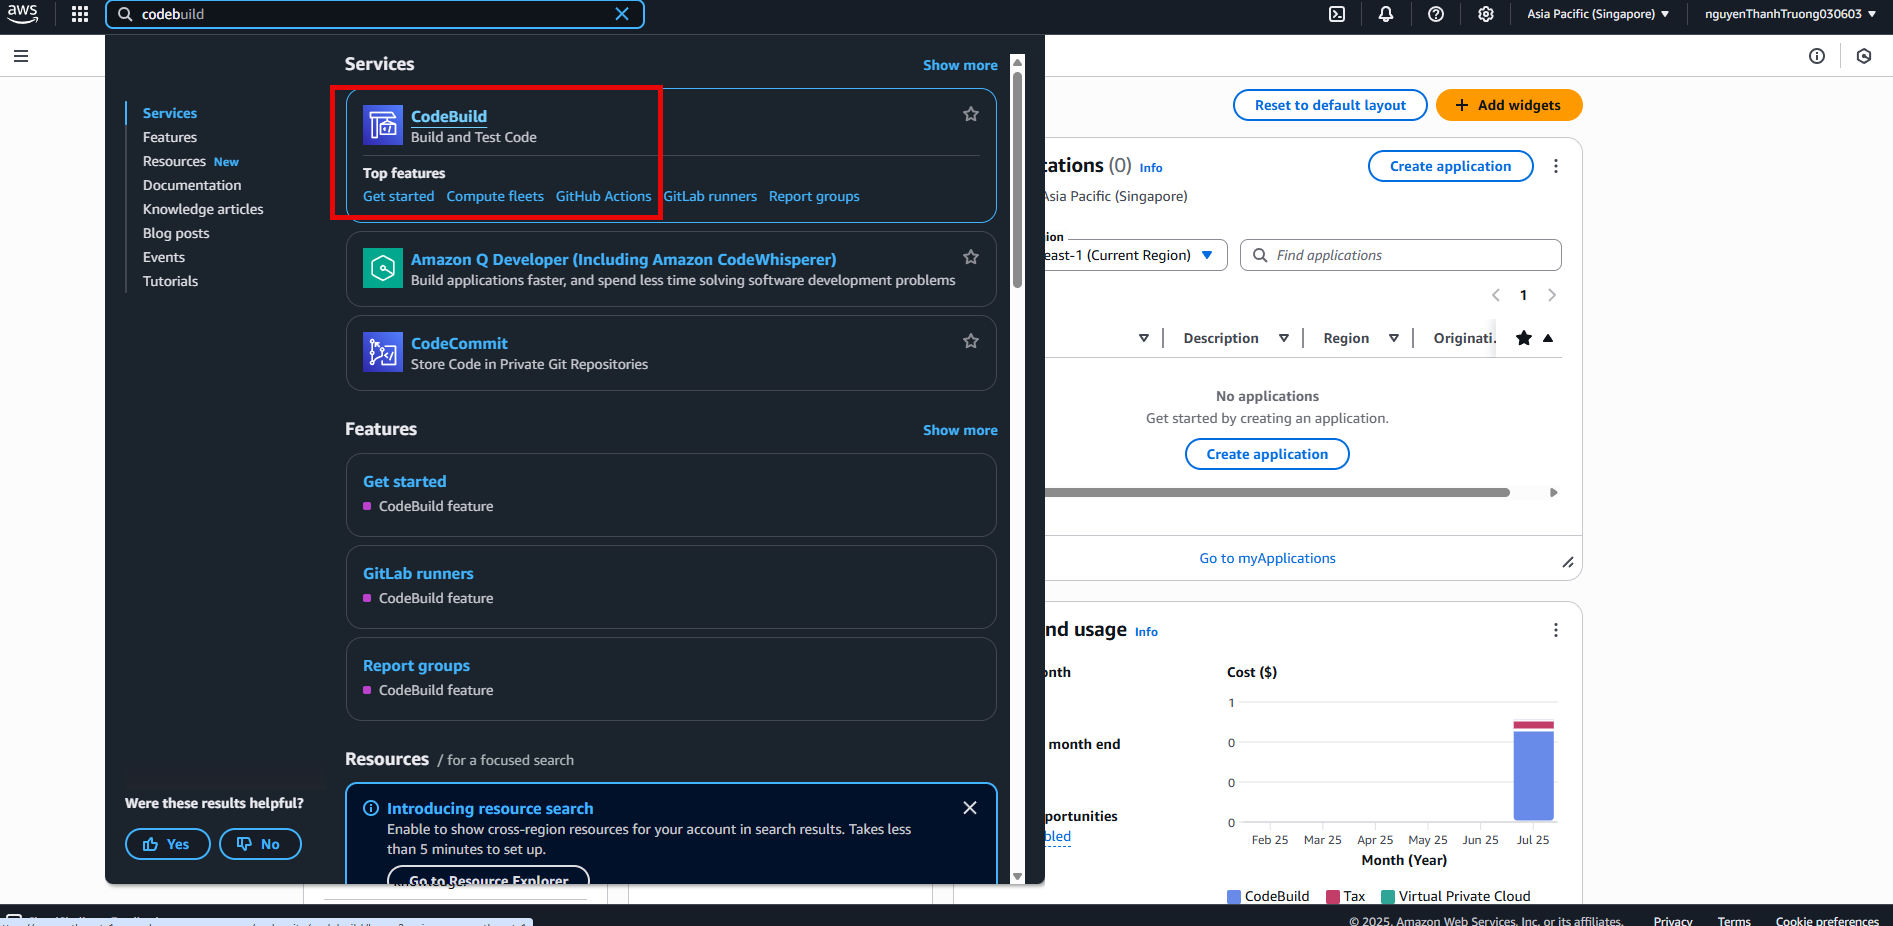 aws
codebuild
Asia Pacific (Singapore)
nguyenThanhTruong030603
Services
Features
Resources New
Documentation
Knowledge articles
Blog posts
Events
Tutorials
Were these results helpful?
Yes
No
Services
Show more
CodeBuild
Build and Test Code
Top features
Get started Compute fleets GitHub Actions GitLab runners Report groups
Amazon Q Developer (Including Amazon CodeWhisperer)
Build applications faster, and spend less time solving software development problems
CodeCommit
Store Code in Private Git Repositories
Features
Show more
Get started
CodeBuild feature
GitLab runners
CodeBuild feature
Report groups
CodeBuild feature
Resources / for a focused search
Introducing resource search
Enable to show cross-region resources for your account in search results. Takes less
than 5 minutes to set up.
Go to Resource Explorer
Reset to default layout
+ Add widgets
cations (0) Info
Create application
Asia Pacific (Singapore)
ion
east-1 (Current Region)
Find applications
1
Description
Region
Originati.
No applications
Get started by creating an application.
Create application
Go to myApplications
nd usage Info
onth
month end
portunities
bled
Cost ($)
1
0
0
0
Feb 25 Mar 25 Apr 25 May 25 Jun 25 Jul 25
Month (Year)
CodeBuild Tax Virtual Private Cloud
© 2025, Amazon Web Services, Inc. or its affiliates.
Privacy
Terms
Cookie preferences